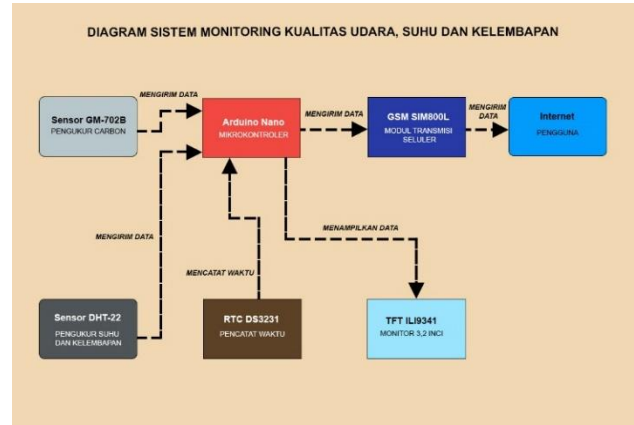 DIAGRAM SISTEM MONITORING KUALITAS UDARA, SUHU DAN KELEMBAPAN
MENGIRIM DATA
Sensor GM-702B
PENGUKUR CARBON
Arduino Nano
MIKROKONTROLER
MENGIRIM DATA
GSM SIM800L
MODUL TRANSMISI
SELULER
MENGIRIM
DATA
Internet
PENGGUNA
MENGIRIM DATA
MENAMPILKAN DATA
MENCATAT WAKTU
Sensor DHT-22
PENGUKUR SUHU
DAN KELEMBAPAN
RTC DS3231
PENCATAT WAKTU
TFT ILI9341
MONITOR 3,2 INCI